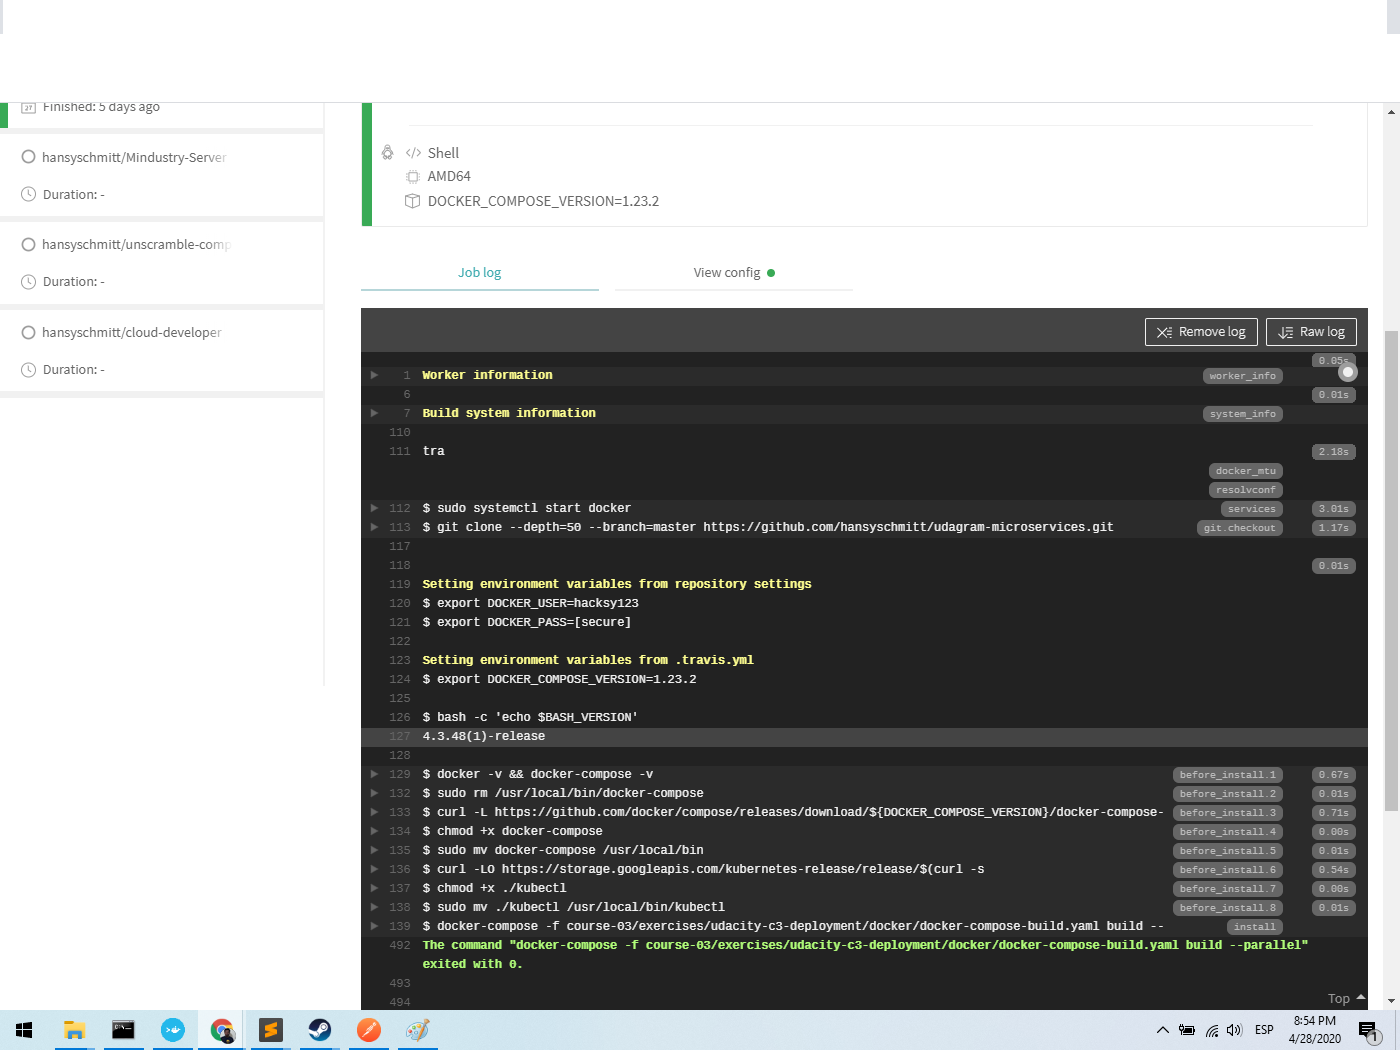 Finished: 5 days ago
hansyschmitt/Mindustry-Server
Duration: -
hansyschmitt/unscramble-comp
Duration: -
hansyschmitt/cloud-developer
Duration: -
Shell
AMD64
DOCKER_COMPOSE_VERSION=1.23.2
Job log
View config
Remove log
Raw log
0.05s
1 Worker information worker_info
6 0.01s
7 Build system information system_info
110
111 tra 2.18s
docker_mtu
resolvconf
112 $ sudo systemctl start docker services 3.01s
113 $ git clone --depth=50 --branch=master https://github.com/hansyschmitt/udagram-microservices.git git.checkout 1.17s
117
118 0.01s
119 Setting environment variables from repository settings
120 $ export DOCKER_USER=hacksy123
121 $ export DOCKER_PASS=[secure]
122
123 Setting environment variables from .travis.yml
124 $ export DOCKER_COMPOSE_VERSION=1.23.2
125
126 $ bash -c 'echo $BASH_VERSION'
127 4.3.48(1)-release
128
129 $ docker -v && docker-compose -v before_install.1 0.67s
132 $ sudo rm /usr/local/bin/docker-compose before_install.2 0.01s
133 $ curl -L https://github.com/docker/compose/releases/download/${DOCKER_COMPOSE_VERSION}/docker-compose- before_install.3 0.71s
134 $ chmod +x docker-compose before_install.4 0.00s
135 $ sudo mv docker-compose /usr/local/bin before_install.5 0.01s
136 $ curl -LO https://storage.googleapis.com/kubernetes-release/release/$(curl -s before_install.6 0.54s
137 $ chmod +x ./kubectl before_install.7 0.00s
138 $ sudo mv ./kubectl /usr/local/bin/kubectl before_install.8 0.01s
139 $ docker-compose -f course-03/exercises/udacity-c3-deployment/docker/docker-compose-build.yaml build -- install
492 The command "docker-compose -f course-03/exercises/udacity-c3-deployment/docker/docker-compose-build.yaml build --parallel"
exited with 0.
493
494
Top
ESP
8:54 PM
4/28/2020
1